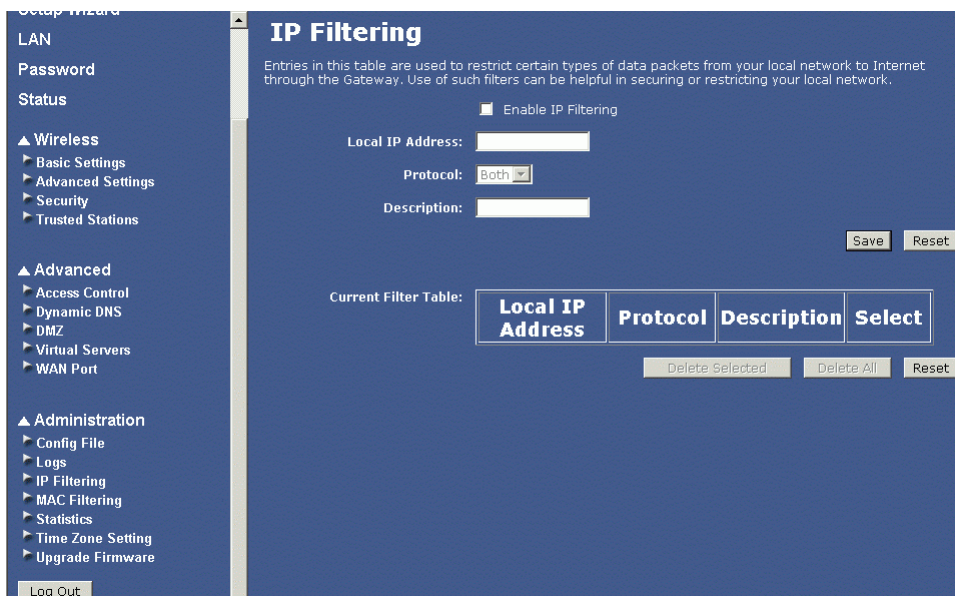 Setup Wizard
LAN
Password
Status
Wireless
Basic Settings
Advanced Settings
Security
Trusted Stations
Advanced
Access Control
Dynamic DNS
DMZ
Virtual Servers
WAN Port
Administration
Config File
Logs
IP Filtering
MAC Filtering
Statistics
Time Zone Setting
Upgrade Firmware
Log Out
IP Filtering
Entries in this table are used to restrict certain types of data packets from your local network to Internet
through the Gateway. Use of such filters can be helpful in securing or restricting your local network.
Enable IP Filtering
Local IP Address:
Protocol: Both
Description:
Save Reset
Current Filter Table:
Local IP Address Protocol Description Select
Delete Selected Delete All Reset